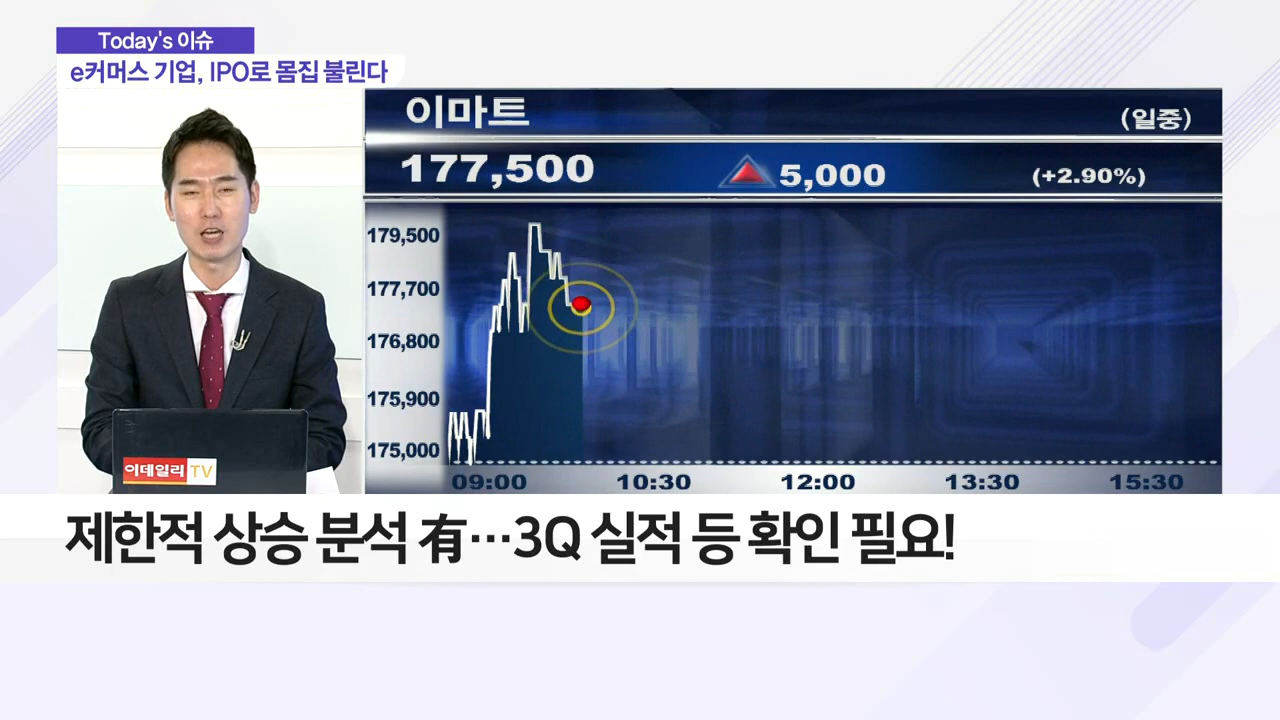 Today's 이슈
e커머스 기업, IPO로 몸집 불린다
이마트
(일중)
177,500
5,000
(+2.90%)
179,500
177,700
176,800
175,900
175,000
09:00
10:30
12:00
13:30
15:30
이데일리 TV
제한적 상승 분석 有…3Q 실적 등 확인 필요!